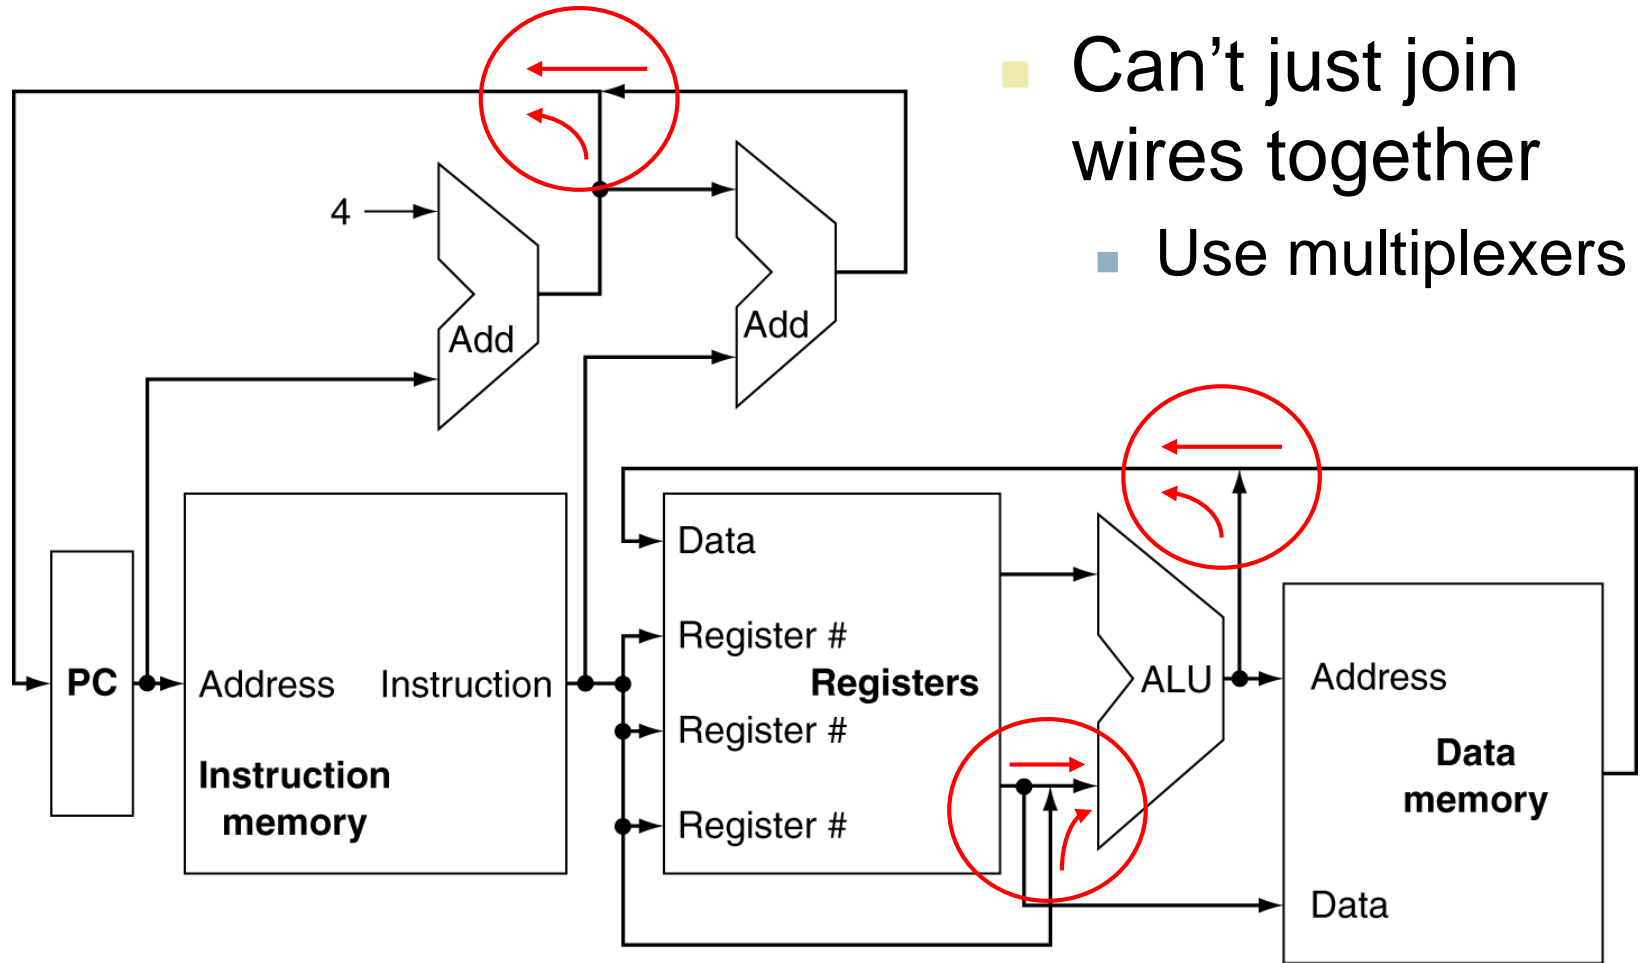 Can’t just join
wires together
Use multiplexers
4
Add
Add
Data
Register #
PC
Address
Instruction
Registers
ALU
Address
Register #
Instruction
memory
Data
memory
Register #
Data